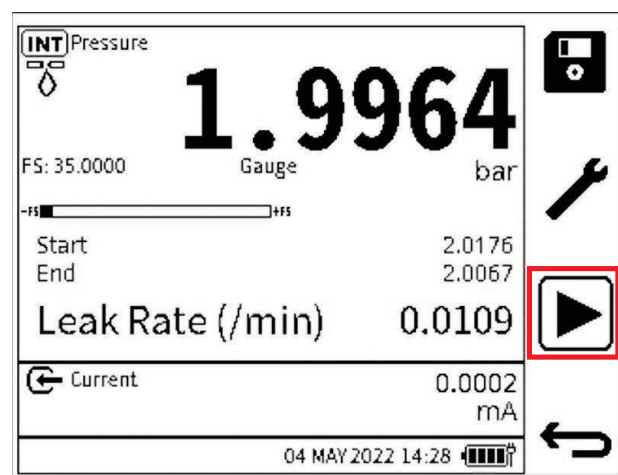 INT Pressure
1.9964
FS: 35.0000 Gauge bar
-FS +FS
Start 2.0176
End 2.0067
Leak Rate (/min) 0.0109
Current 0.0002
mA
04 MAY 2022 14:28